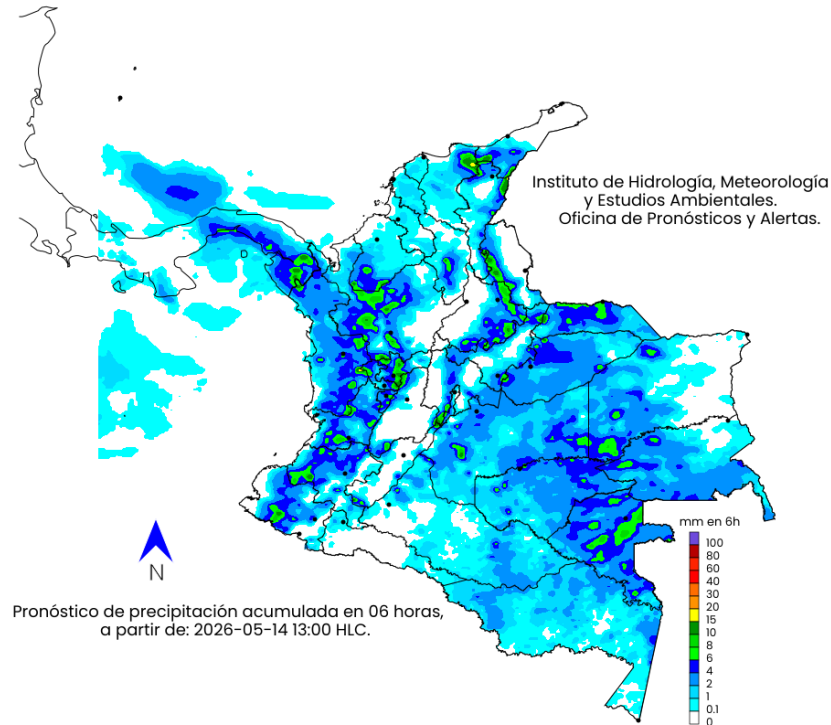 Instituto de Hidrología, Meteorología
y Estudios Ambientales.
Oficina de Pronósticos y Alertas.
N
Pronóstico de precipitación acumulada en 06 horas,
a partir de: 2026-05-14 13:00 HLC.
mm en 6h
100
80
60
40
30
20
15
10
8
6
4
2
1
0.1
0